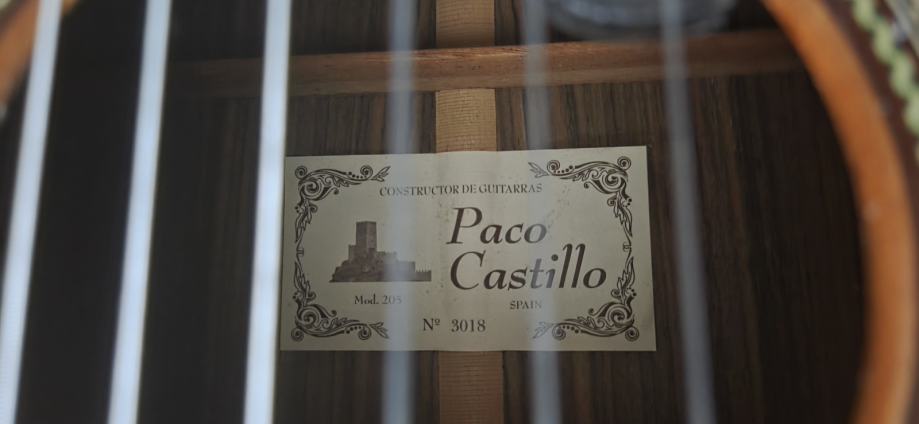 CONSTRUCTOR DE GUITARRAS
Paco
Castillo
Mod. 205
SPAIN
Nº 3018